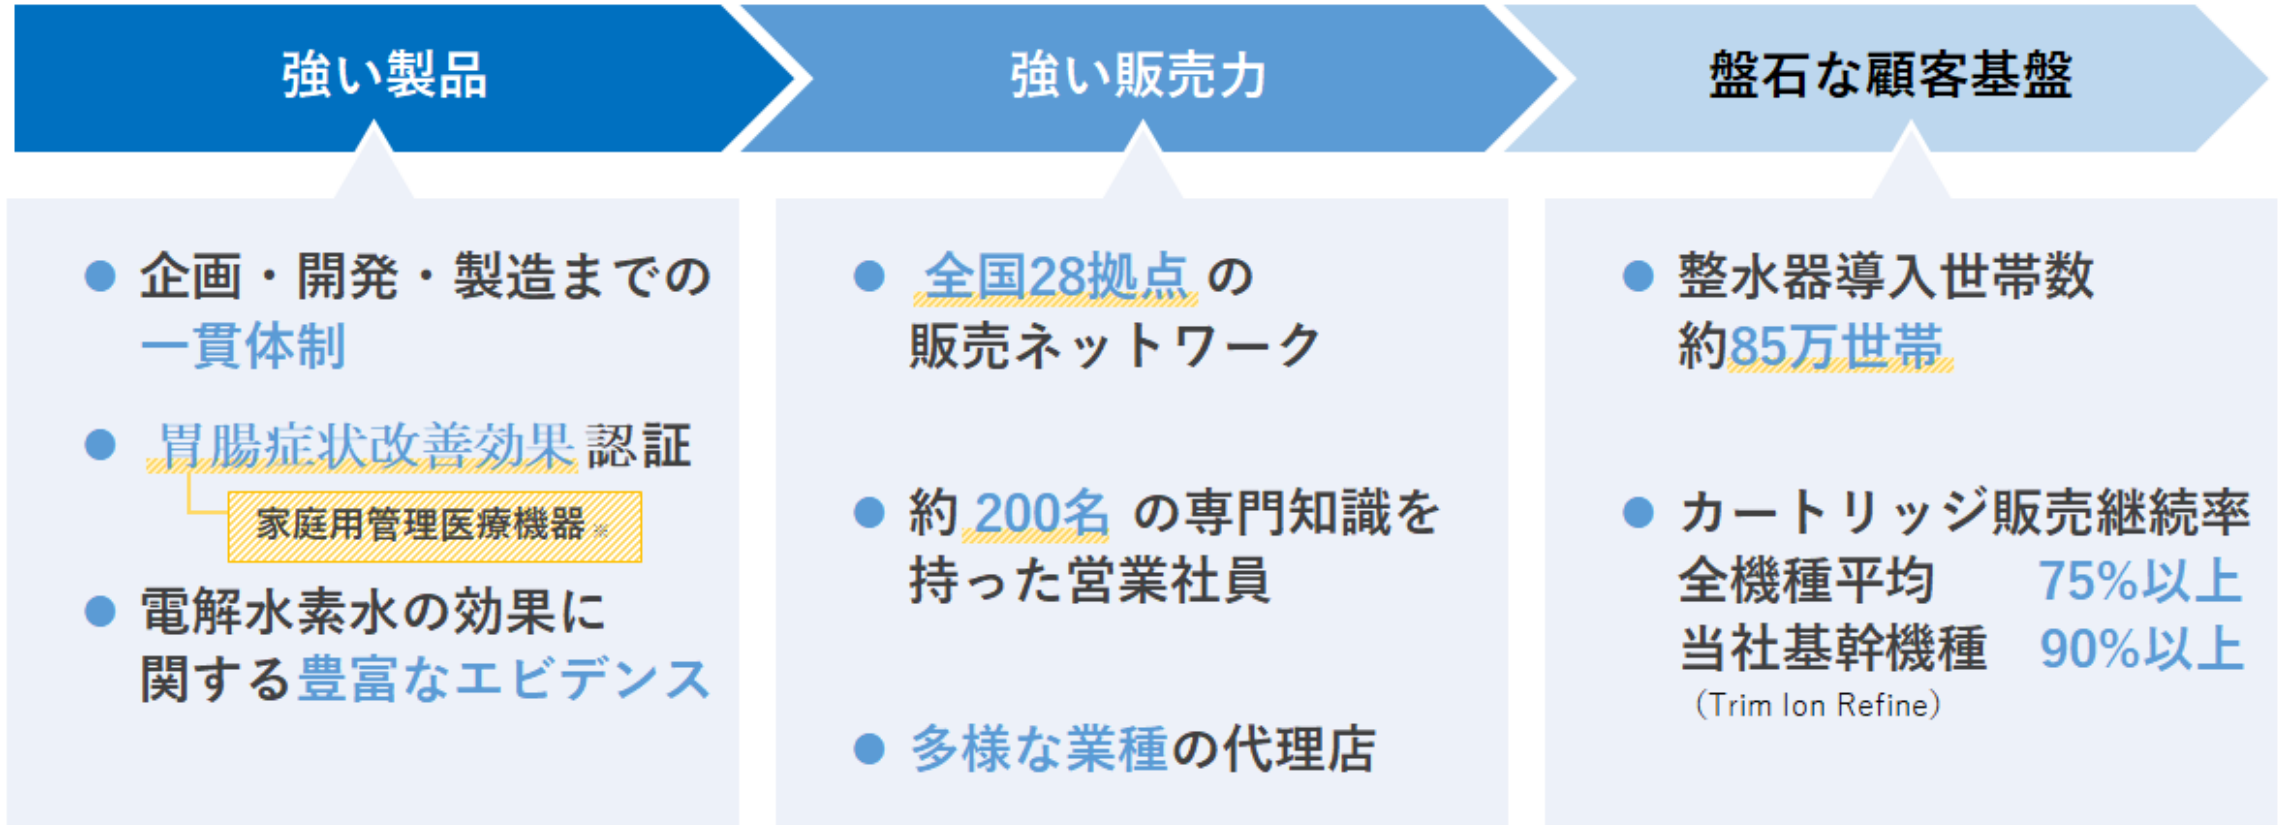 強い製品
強い販売力
盤石な顧客基盤
● 企画・開発・製造までの
一貫体制
● 胃腸症状改善効果 認証
家庭用管理医療機器※
● 電解水素水の効果に
関する豊富なエビデンス
● 全国28拠点 の
販売ネットワーク
● 約 200名 の専門知識を
持った営業社員
● 多様な業種の代理店
● 整水器導入世帯数
約85万世帯
● カートリッジ販売継続率
全機種平均 75%以上
当社基幹機種 90%以上
（Trim Ion Refine）